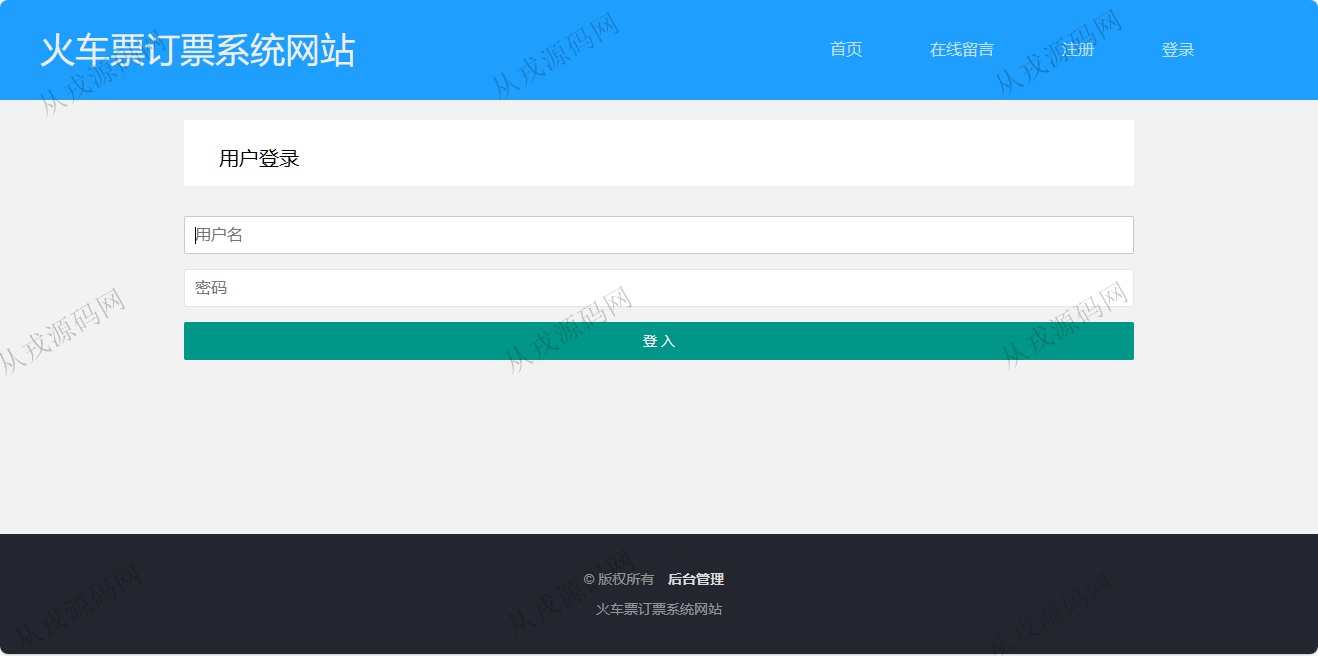 火车票订票系统网站
首页 在线留言 注册 登录
从戎源码网 从戎源码网 从戎源码网
用户登录
用户名
密码
登 入
从戎源码网 从戎源码网 从戎源码网
© 版权所有 后台管理
火车票订票系统网站
从戎源码网 从戎源码网 从戎源码网